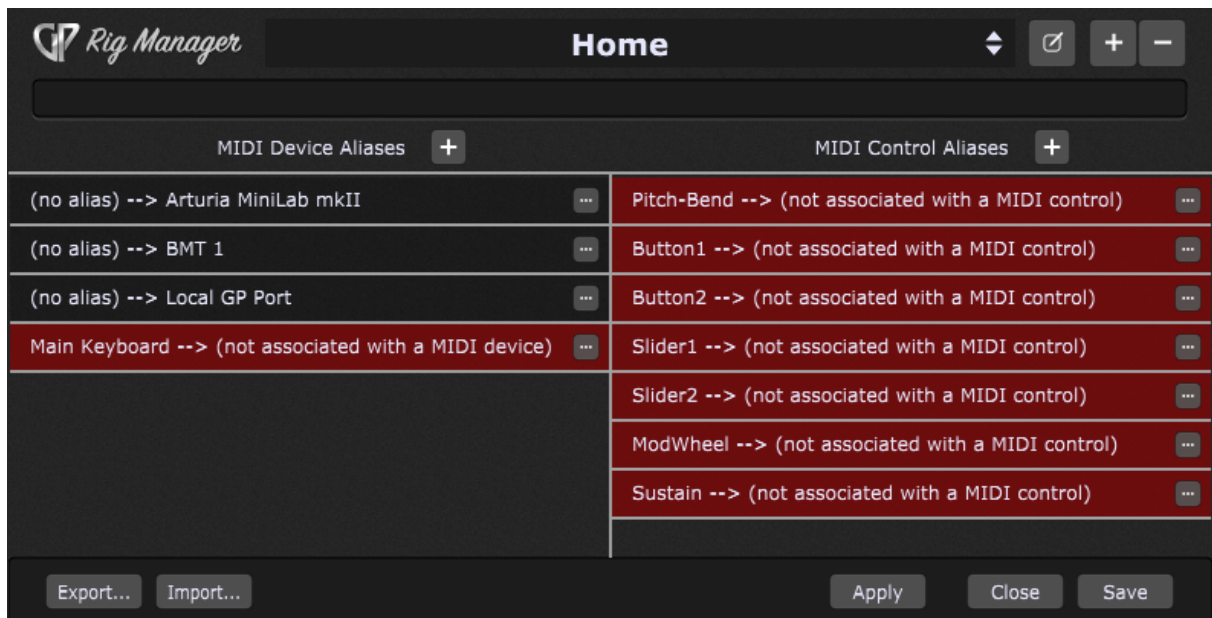 GP Rig Manager
Home
MIDI Device Aliases
MIDI Control Aliases
(no alias) --> Arturia MiniLab mkII
(no alias) --> BMT 1
(no alias) --> Local GP Port
Main Keyboard --> (not associated with a MIDI device)
Pitch-Bend --> (not associated with a MIDI control)
Button1 --> (not associated with a MIDI control)
Button2 --> (not associated with a MIDI control)
Slider1 --> (not associated with a MIDI control)
Slider2 --> (not associated with a MIDI control)
ModWheel --> (not associated with a MIDI control)
Sustain --> (not associated with a MIDI control)
Export...
Import...
Apply
Close
Save